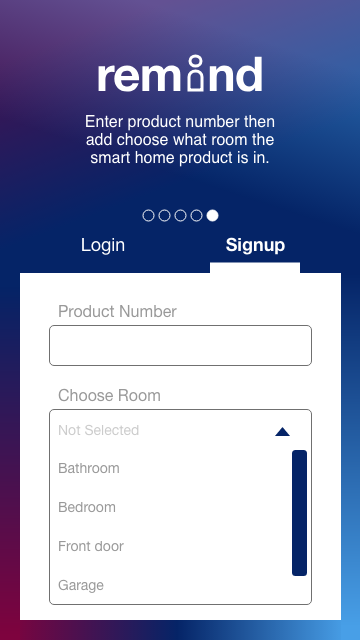 remind
Enter product number then
add choose what room the
smart home product is in.
Login
Signup
Product Number
Choose Room
Not Selected
Bathroom
Bedroom
Front door
Garage